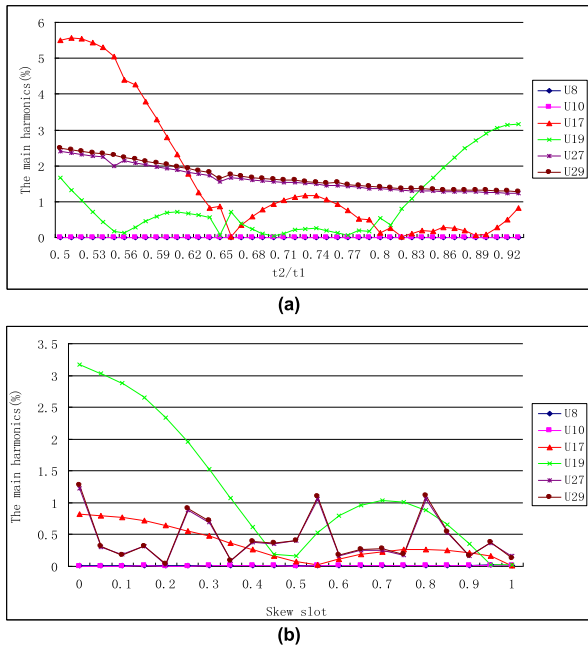 The main harmonics(%)
6
5
4
3
2
1
0
0.5 0.53 0.56 0.59 0.62 0.65 0.68 0.71 0.74 0.77 0.8 0.83 0.86 0.89 0.92
t2/t1
U8
U10
U17
U19
U27
U29
(a)
The main harmonics(%)
3.5
3
2.5
2
1.5
1
0.5
0
0 0.1 0.2 0.3 0.4 0.5 0.6 0.7 0.8 0.9 1
Skew slot
U8
U10
U17
U19
U27
U29
(b)